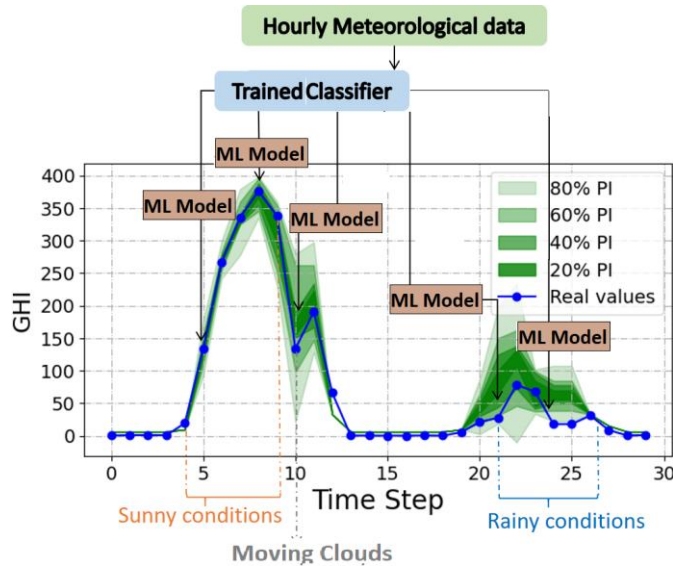 Hourly Meteorological data
Trained Classifier
ML Model
ML Model
ML Model
ML Model
ML Model
80% PI
60% PI
40% PI
20% PI
Real values
GHI
400
350
300
250
200
150
100
50
0
0 5 10 15 20 25 30
Time Step
Sunny conditions
Rainy conditions
Moving Clouds